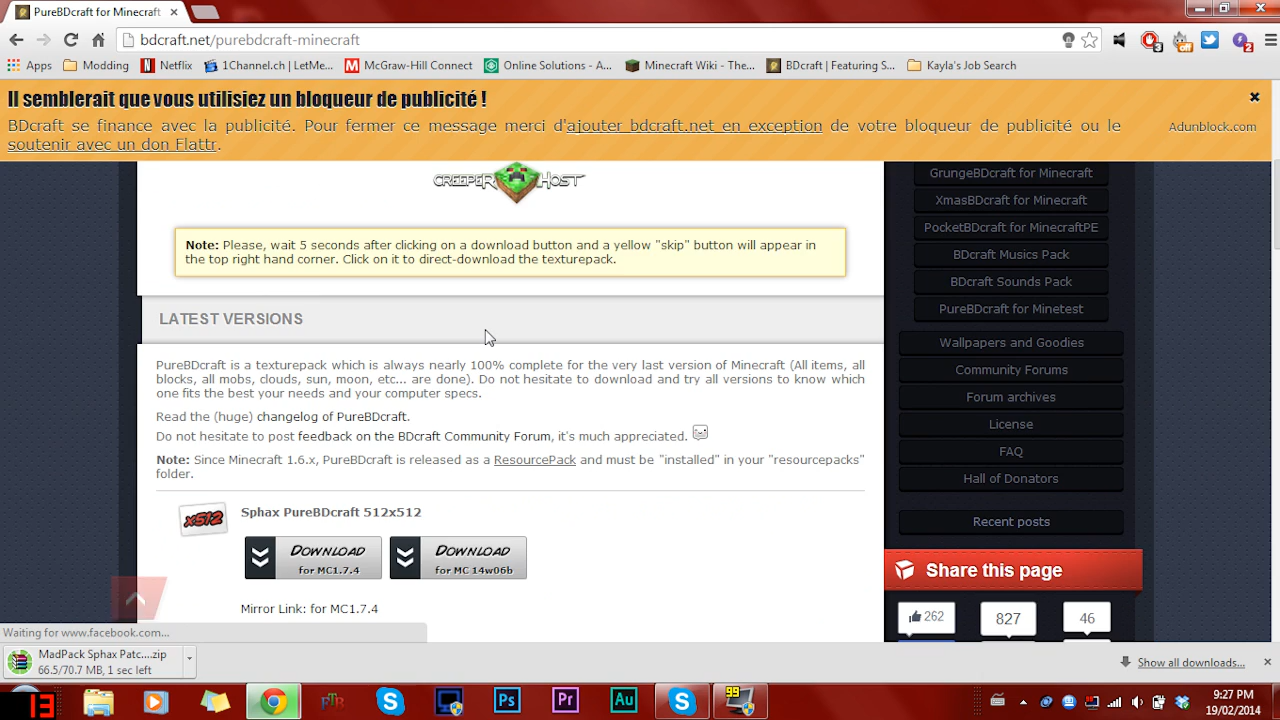 PureBDcraft for Minecraft
bdcraft.net/purebdcraft-minecraft
3 off 2
Apps Modding Netflix 1Channel.ch | LetMe... McGraw-Hill Connect Online Solutions - A... Minecraft Wiki - The... BDcraft | Featuring S... Kayla's Job Search
Il semblerait que vous utilisiez un bloqueur de publicité !
BDcraft se finance avec la publicité. Pour fermer ce message merci d'ajouter bdcraft.net en exception de votre bloqueur de publicité ou le
soutenir avec un don Flattr.
Adunblock.com
CREEPER HOST
Note: Please, wait 5 seconds after clicking on a download button and a yellow "skip" button will appear in
the top right hand corner. Click on it to direct-download the texturepack.
LATEST VERSIONS
PureBDcraft is a texturepack which is always nearly 100% complete for the very last version of Minecraft (All items, all
blocks, all mobs, clouds, sun, moon, etc... are done). Do not hesitate to download and try all versions to know which
one fits the best your needs and your computer specs.
Read the (huge) changelog of PureBDcraft.
Do not hesitate to post feedback on the BDcraft Community Forum, it's much appreciated.
Note: Since Minecraft 1.6.x, PureBDcraft is released as a ResourcePack and must be "installed" in your "resourcepacks"
folder.
x512
Sphax PureBDcraft 512x512
DOWNLOAD
for MC1.7.4
DOWNLOAD
for MC 14w06b
Mirror Link: for MC1.7.4
GrungeBDcraft for Minecraft
XmasBDcraft for Minecraft
PocketBDcraft for MinecraftPE
BDcraft Musics Pack
BDcraft Sounds Pack
PureBDcraft for Minetest
Wallpapers and Goodies
Community Forums
Forum archives
License
FAQ
Hall of Donators
Recent posts
Share this page
262 827 46
Waiting for www.facebook.com...
MadPack Sphax Patc....zip
66.5/70.7 MB, 1 sec left
Show all downloads...
13
FTB
Ps Pr Au
99
9:27 PM
19/02/2014